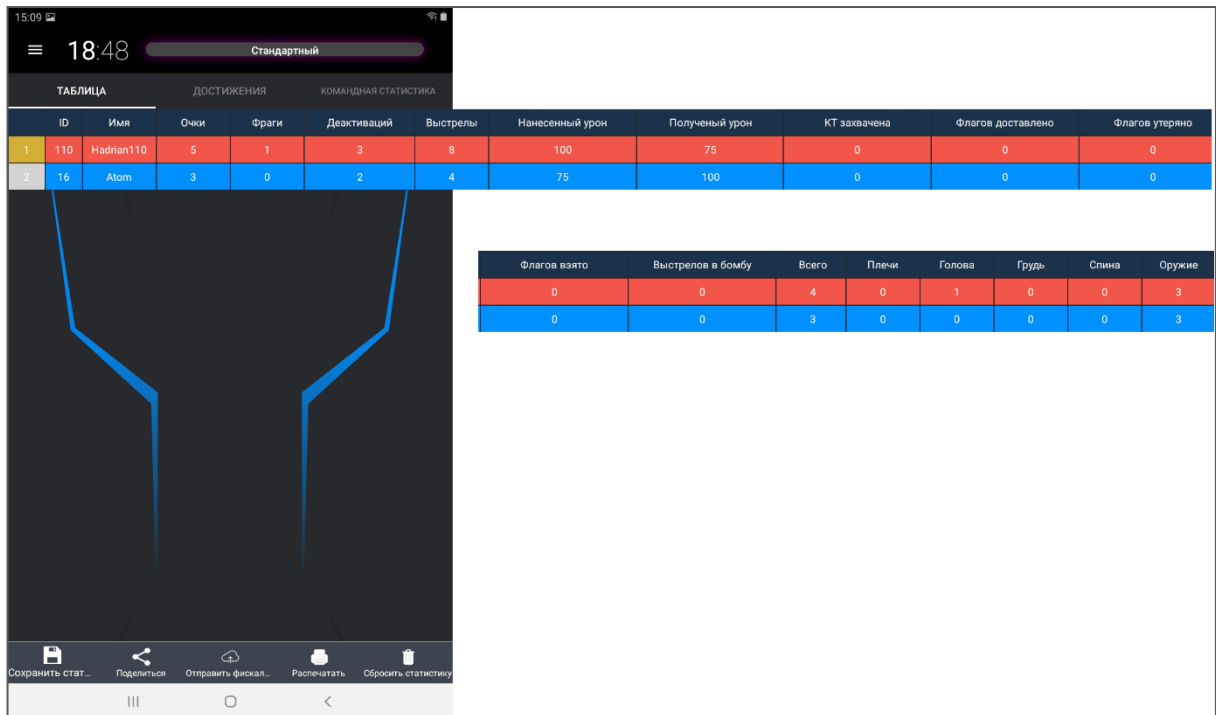 15:09
18:48 Стандартный
ТАБЛИЦА ДОСТИЖЕНИЯ КОМАНДНАЯ СТАТИСТИКА
ID Имя Очки Фраги Деактиваций Выстрелы Нанесенный урон Полученый урон КТ захвачена Флагов доставлено Флагов утеряно
1 110 Hadrian110 5 1 3 8 100 75 0 0 0
2 16 Atom 3 0 2 4 75 100 0 0 0
Флагов взято Выстрелов в бомбу Всего Плечи Голова Грудь Спина Оружие
0 0 4 0 1 0 0 3
0 0 3 0 0 0 0 3
Сохранить стат... Поделиться Отправить фискал... Распечатать Сбросить статистику